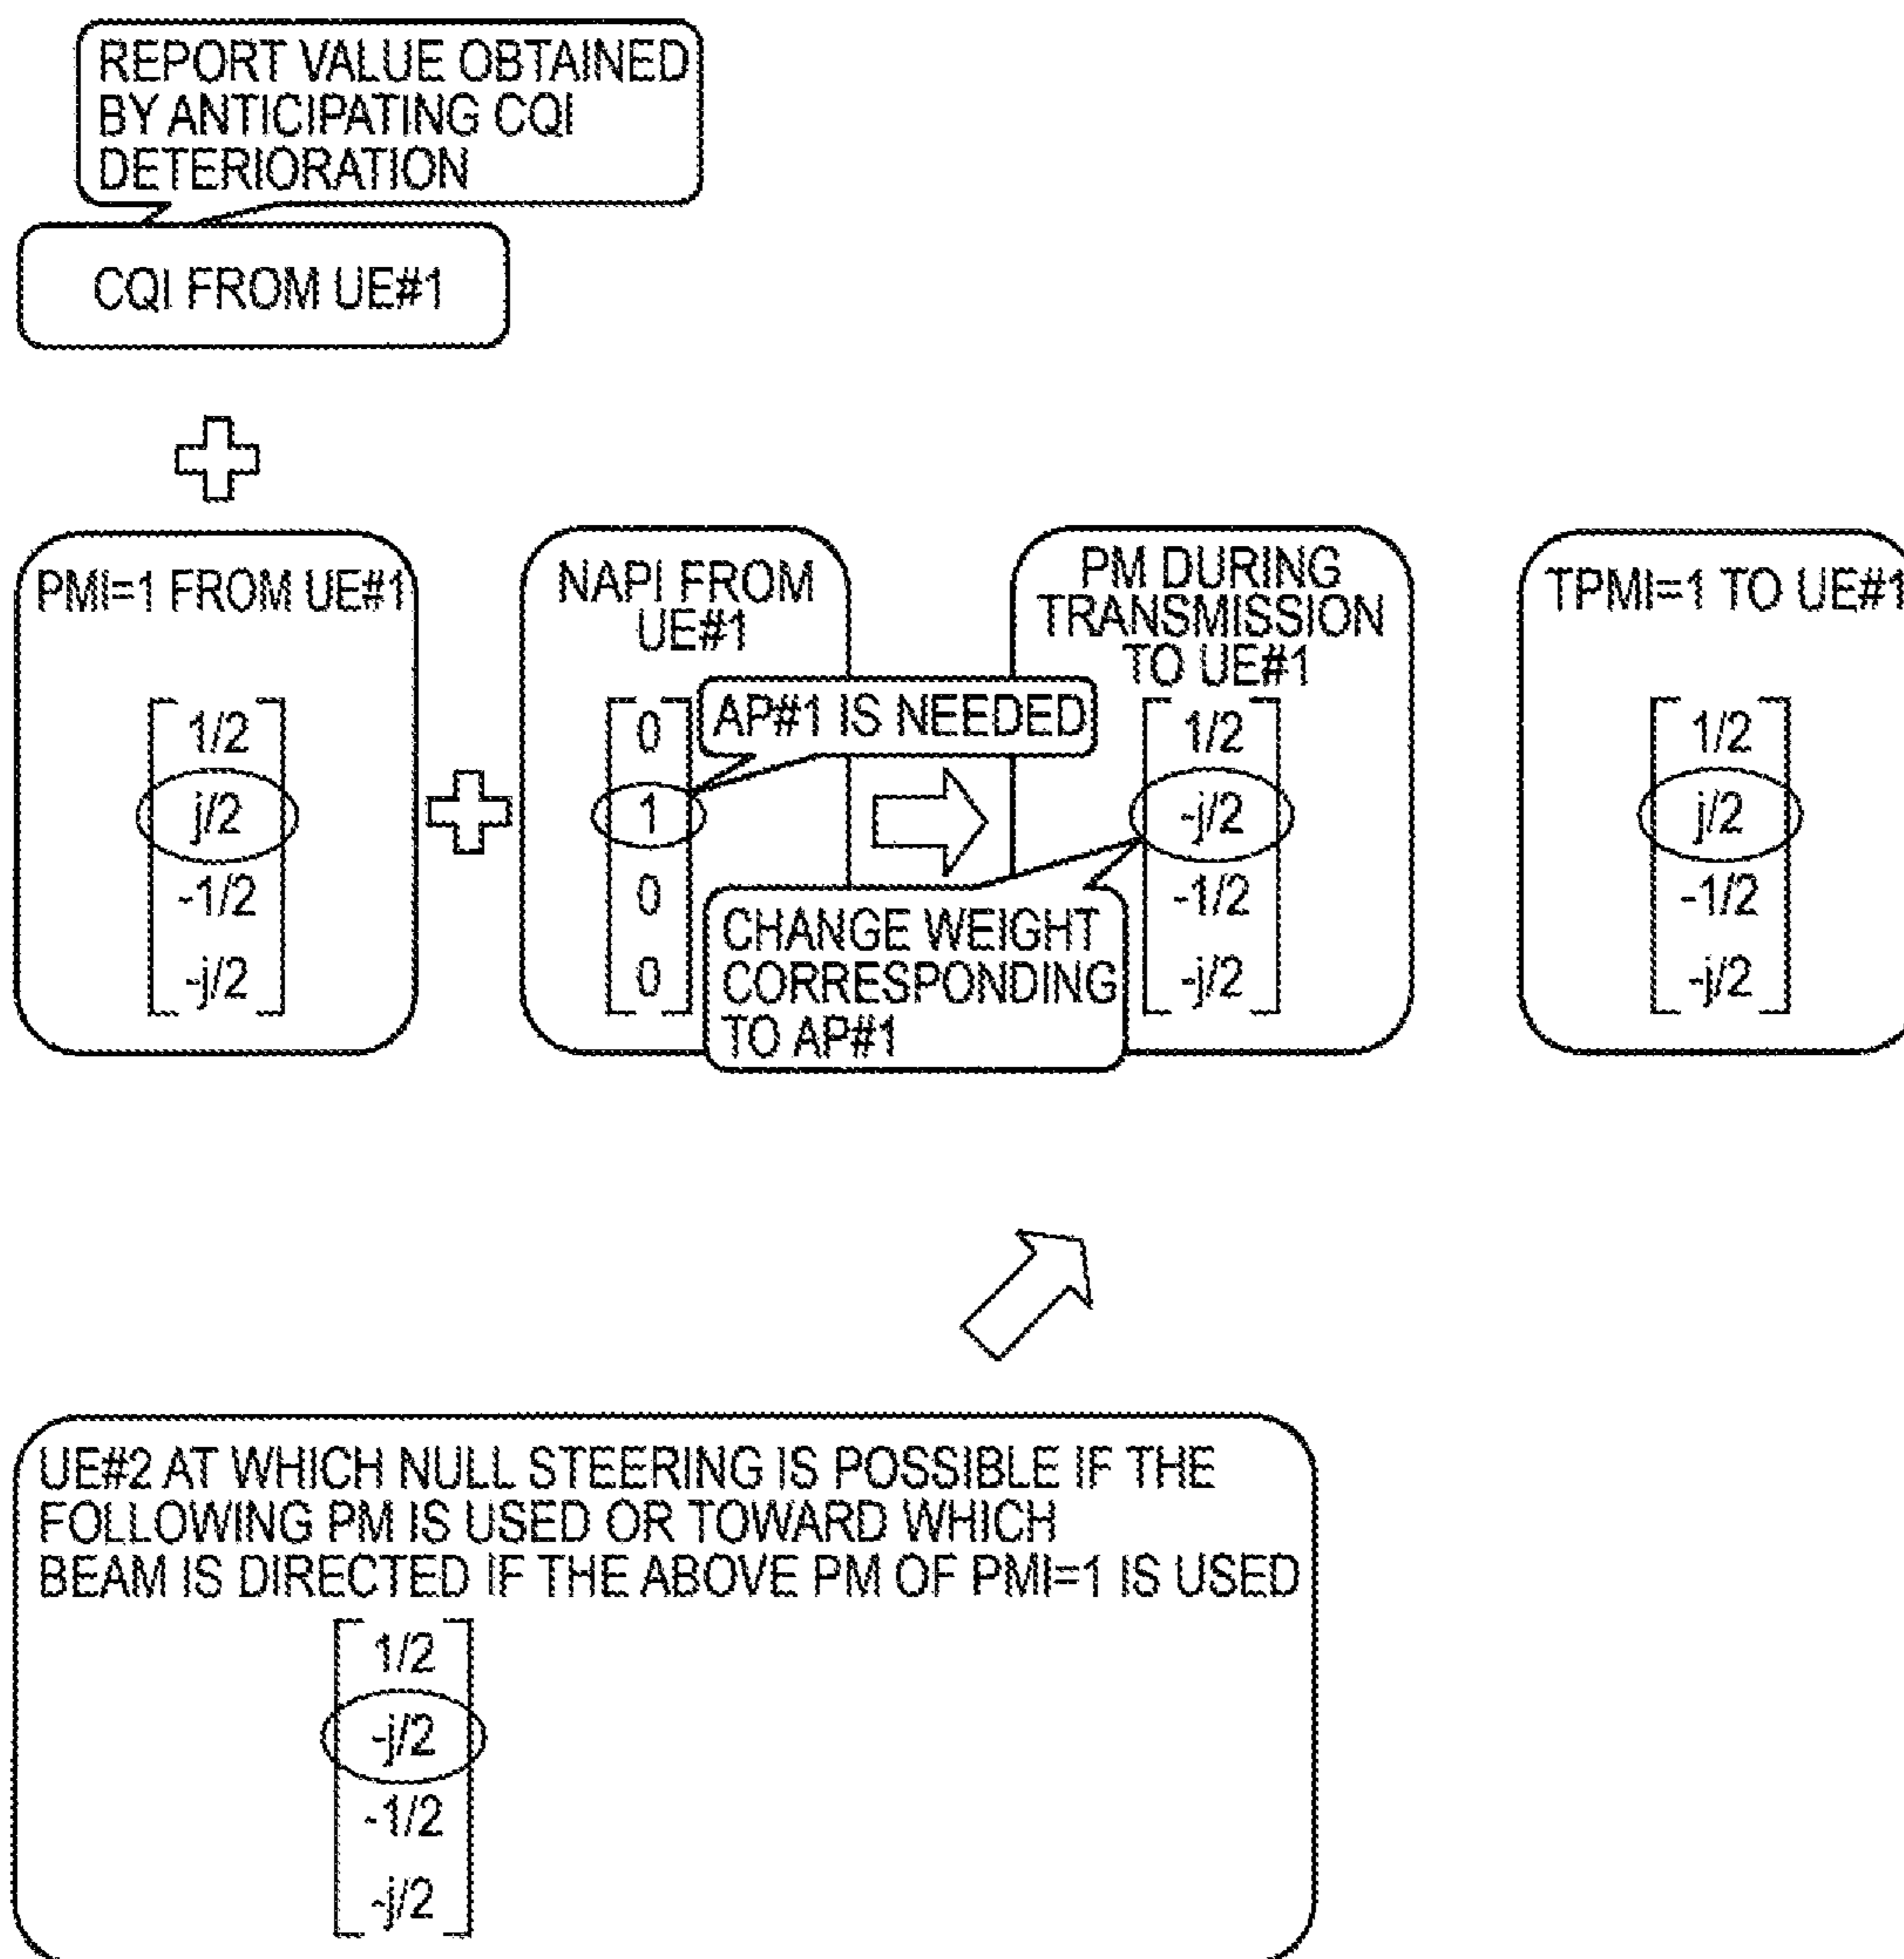 REPORT VALUE OBTAINED
BY ANTICIPATING CQI
DETERIORATION
CQI FROM UE#1
PMI=1 FROM UE#1
1/2
j/2
-1/2
-j/2
NAPI FROM
UE#1
0
1
0
0
AP#1 IS NEEDED
CHANGE WEIGHT
CORRESPONDING
TO AP#1
PM DURING
TRANSMISSION
TO UE#1
1/2
-j/2
-1/2
-j/2
TPMI=1 TO UE#1
1/2
j/2
-1/2
-j/2
UE#2 AT WHICH NULL STEERING IS POSSIBLE IF THE
FOLLOWING PM IS USED OR TOWARD WHICH
BEAM IS DIRECTED IF THE ABOVE PM OF PMI=1 IS USED
1/2
-j/2
-1/2
-j/2